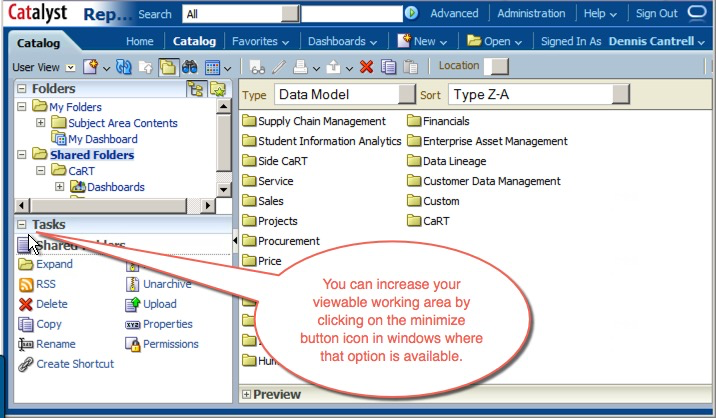 Catalyst Rep... Search All Advanced Administration Help Sign Out
Catalog Home Catalog Favorites Dashboards New Open Signed In As Dennis Cantrell
User View Location
Folders
My Folders
Subject Area Contents
My Dashboard
Shared Folders
CaRT
Dashboards
Tasks
Shared Folders
Expand
RSS Unarchive
Delete Upload
Copy Properties
Rename Permissions
Create Shortcut
Type Data Model Sort Type Z-A
Supply Chain Management Financials
Student Information Analytics Enterprise Asset Management
Side CaRT Data Lineage
Service Customer Data Management
Sales Custom
Projects CaRT
Procurement
Price
You can increase your
viewable working area by
clicking on the minimize
button icon in windows where
that option is available.
Preview